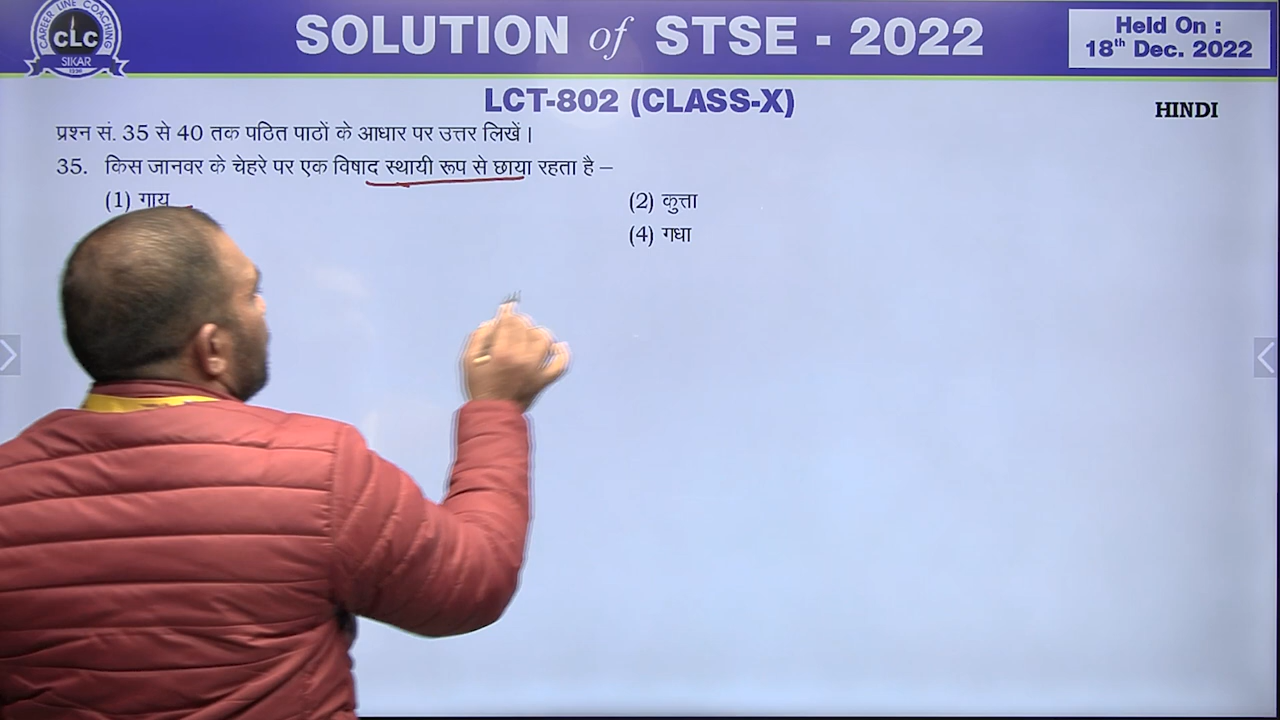 CAREER LINE COACHING
CLC
SIKAR
SOLUTION of STSE - 2022
Held On :
18th Dec. 2022
LCT-802 (CLASS-X)
HINDI
प्रश्न सं. 35 से 40 तक पठित पाठों के आधार पर उत्तर लिखें।
35. किस जानवर के चेहरे पर एक विषाद स्थायी रूप से छाया रहता है –
(1) गाय (2) कुत्ता
(4) गधा